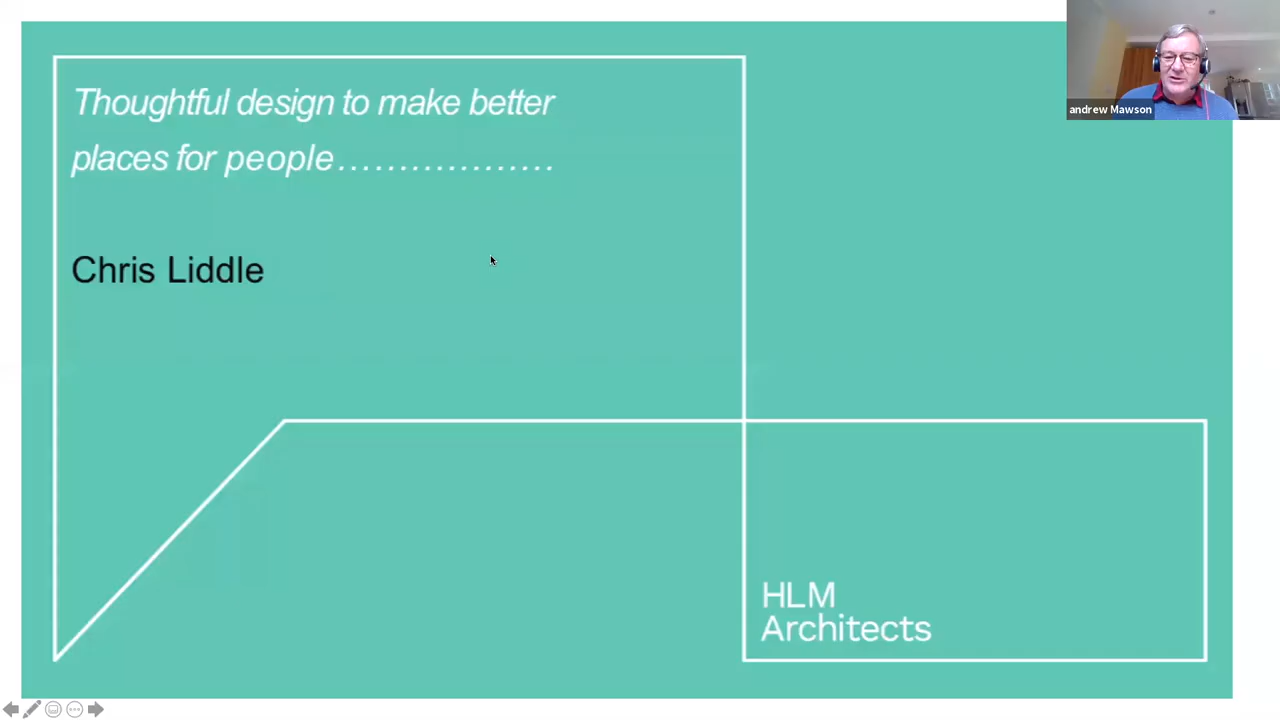 Thoughtful design to make better
places for people..................
Chris Liddle
HLM
Architects
andrew Mawson